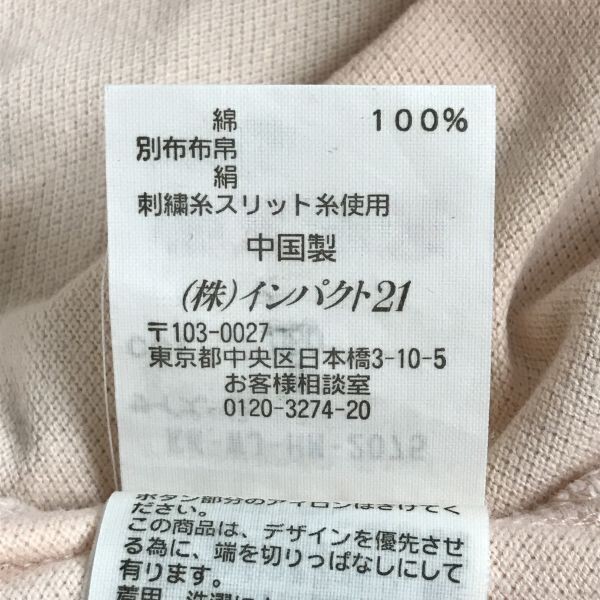 綿 100%
別布布帛
絹
刺繍糸スリット糸使用
中国製
(株)インパクト21
〒103-0027
東京都中央区日本橋3-10-5
お客様相談室
0120-3274-20
ボタン部分のアイロンはさけてく
ださい。
この商品は、デザインを優先させ
る為に、端を切りっぱなしにして
有ります。